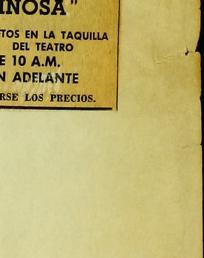 INOSA"
TOS EN LA TAQUILLA
DEL TEATRO
E 10 A.M.
N ADELANTE
RSE LOS PRECIOS.